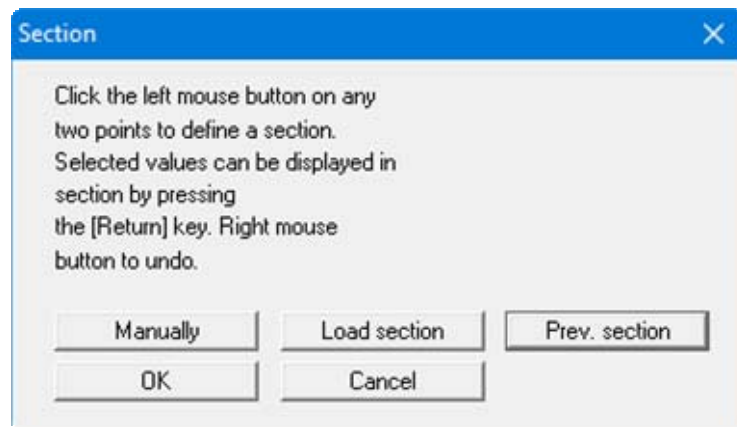 Section
Click the left mouse button on any
two points to define a section.
Selected values can be displayed in
section by pressing
the [Return] key. Right mouse
button to undo.
Manually Load section Prev. section
OK Cancel